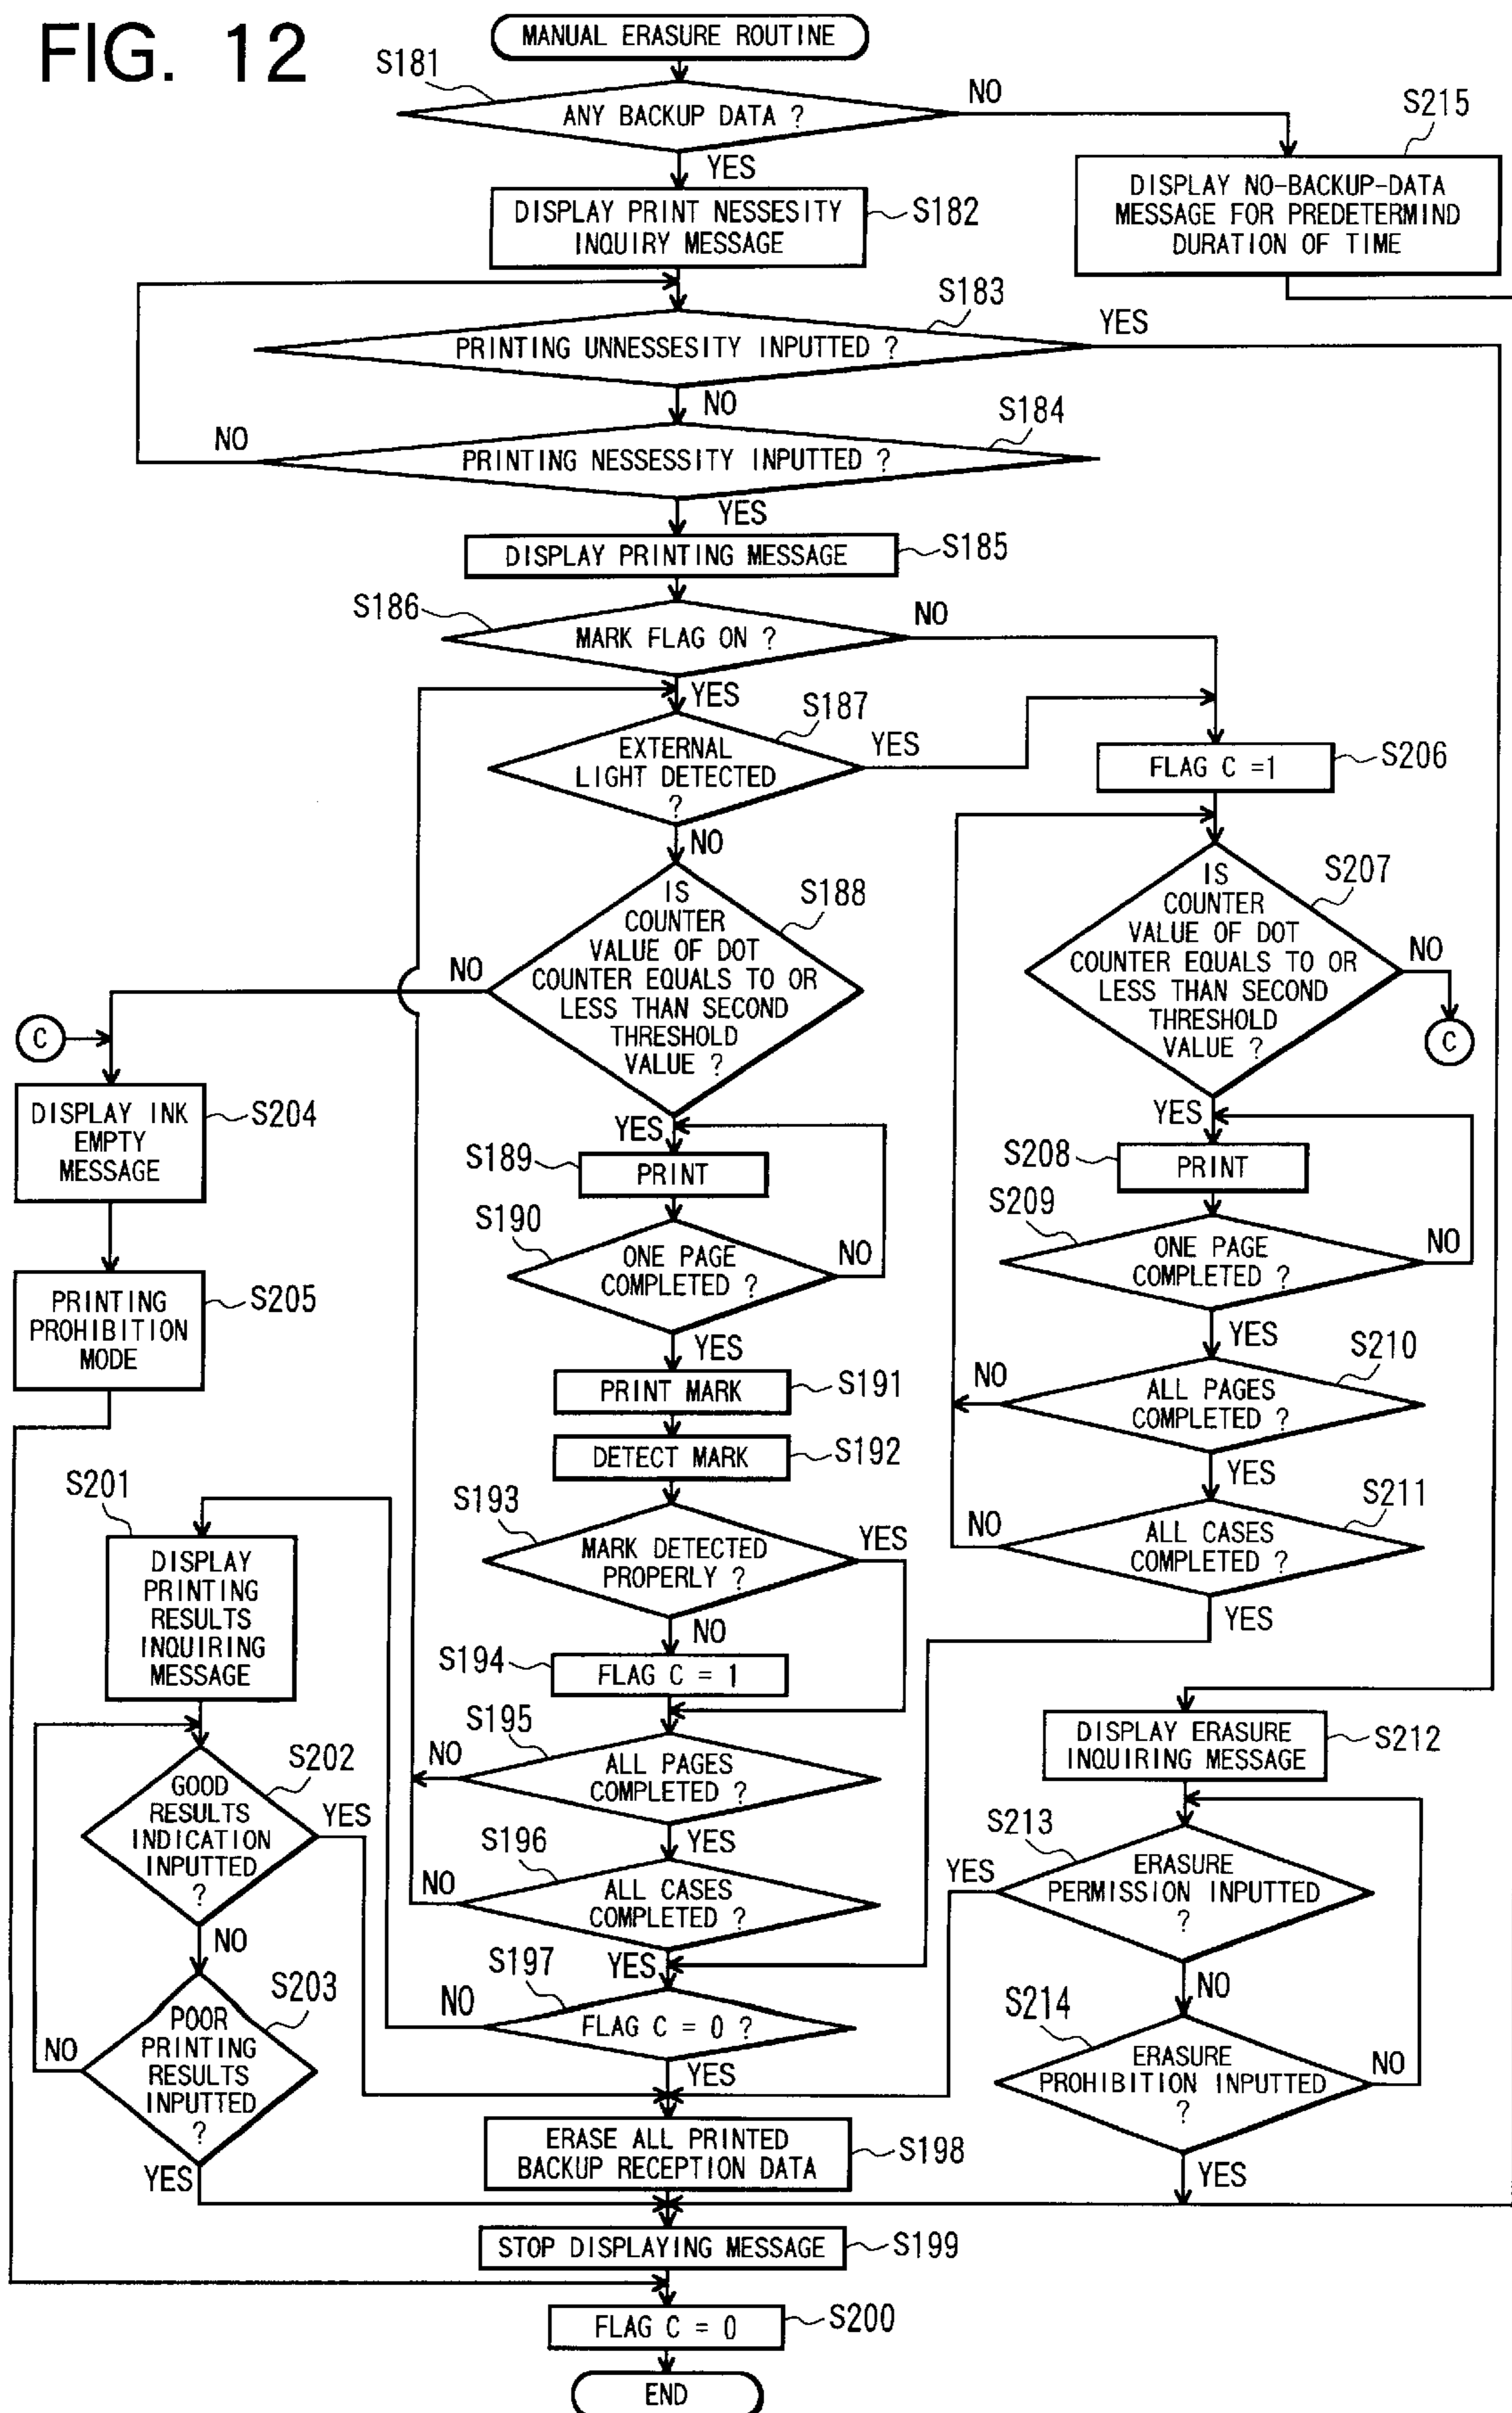 FIG. 12
MANUAL ERASURE ROUTINE
S181
ANY BACKUP DATA ?
NO
YES
S215
DISPLAY NO-BACKUP-DATA
MESSAGE FOR PREDETERMIND
DURATION OF TIME
DISPLAY PRINT NESSESITY
INQUIRY MESSAGE
S182
S183
PRINTING UNNESSESITY INPUTTED ?
YES
NO
S184
PRINTING NESSESSITY INPUTTED ?
NO
YES
DISPLAY PRINTING MESSAGE
S185
S186
MARK FLAG ON ?
NO
YES
S187
EXTERNAL
LIGHT DETECTED
?
YES
NO
FLAG C =1
S206
S188
IS
COUNTER
VALUE OF DOT
COUNTER EQUALS TO OR
LESS THAN SECOND
THRESHOLD
VALUE ?
NO
YES
S207
IS
COUNTER
VALUE OF DOT
COUNTER EQUALS TO OR
LESS THAN SECOND
THRESHOLD
VALUE ?
NO
C
YES
C
DISPLAY INK
EMPTY
MESSAGE
S204
PRINTING
PROHIBITION
MODE
S205
S189
PRINT
S190
ONE PAGE
COMPLETED ?
NO
YES
S208
PRINT
S209
ONE PAGE
COMPLETED ?
NO
YES
PRINT MARK
S191
DETECT MARK
S192
S210
ALL PAGES
COMPLETED ?
NO
YES
S211
ALL CASES
COMPLETED ?
NO
YES
S193
MARK DETECTED
PROPERLY ?
YES
NO
S194
FLAG C = 1
S195
ALL PAGES
COMPLETED ?
NO
YES
S196
ALL CASES
COMPLETED ?
NO
YES
S197
FLAG C = 0 ?
NO
YES
S201
DISPLAY
PRINTING
RESULTS
INQUIRING
MESSAGE
S202
GOOD
RESULTS
INDICATION
INPUTTED
?
YES
NO
S203
POOR
PRINTING
RESULTS
INPUTTED
?
NO
YES
DISPLAY ERASURE
INQUIRING MESSAGE
S212
S213
ERASURE
PERMISSION INPUTTED
?
YES
NO
S214
ERASURE
PROHIBITION INPUTTED
?
NO
YES
ERASE ALL PRINTED
BACKUP RECEPTION DATA
S198
STOP DISPLAYING MESSAGE
S199
FLAG C = 0
S200
END